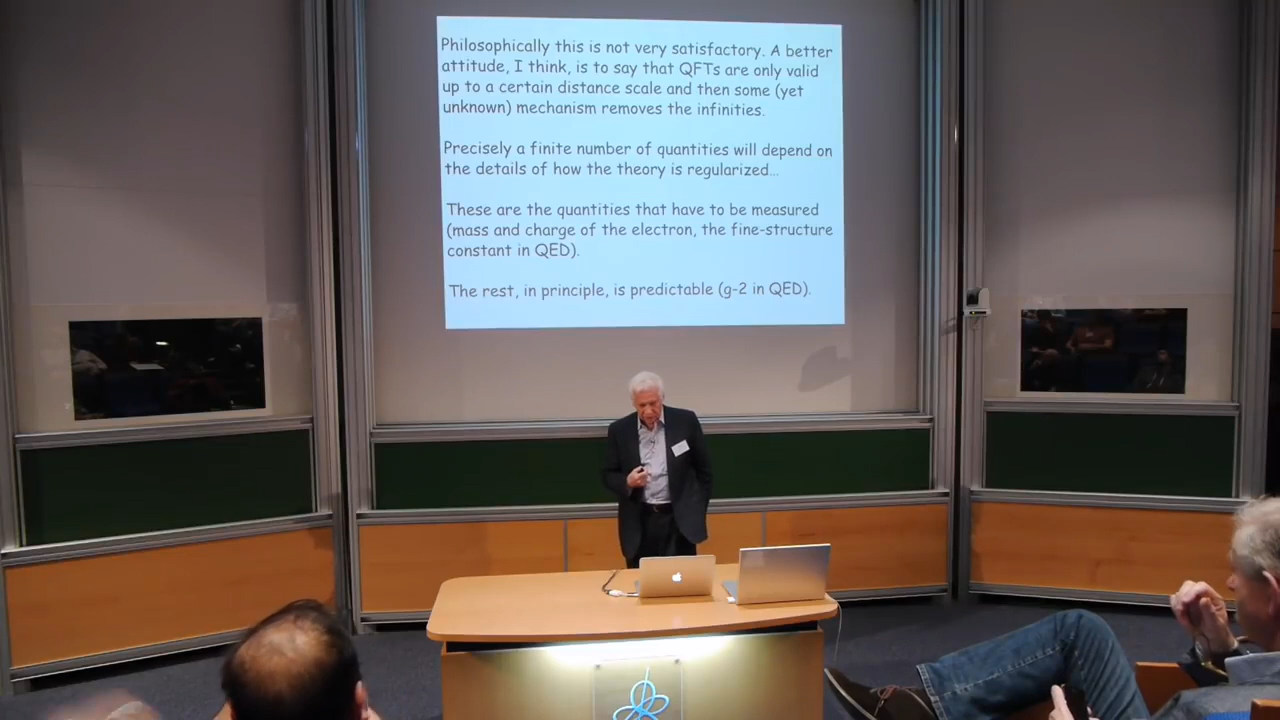 Philosophically this is not very satisfactory. A better
attitude, I think, is to say that QFTs are only valid
up to a certain distance scale and then some (yet
unknown) mechanism removes the infinities.
Precisely a finite number of quantities will depend on
the details of how the theory is regularized...
These are the quantities that have to be measured
(mass and charge of the electron, the fine-structure
constant in QED).
The rest, in principle, is predictable (g-2 in QED).